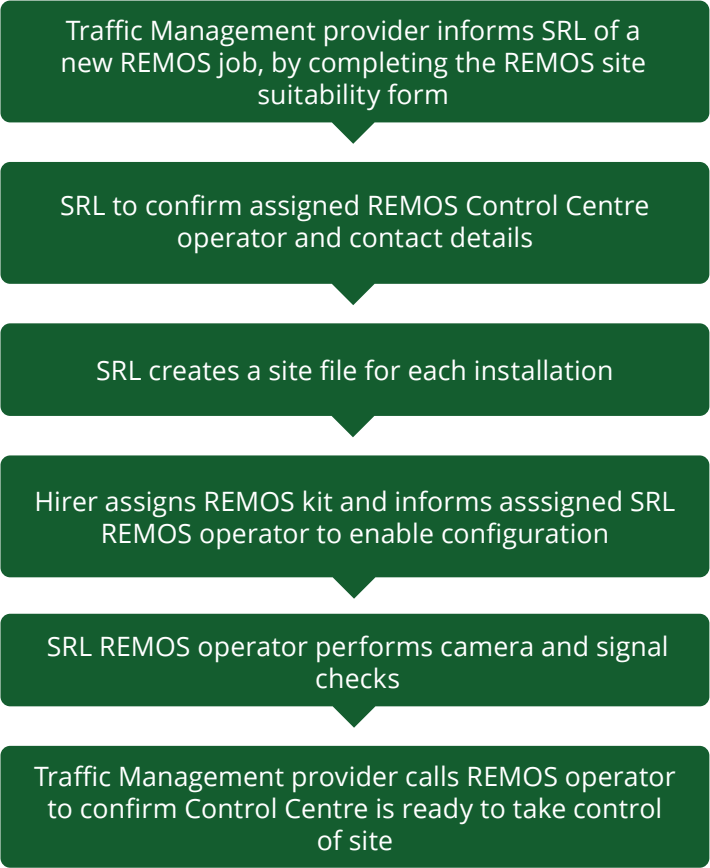 Traffic Management provider informs SRL of a
new REMOS job, by completing the REMOS site
suitability form
SRL to confirm assigned REMOS Control Centre
operator and contact details
SRL creates a site file for each installation
Hirer assigns REMOS kit and informs asssigned SRL
REMOS operator to enable configuration
SRL REMOS operator performs camera and signal
checks
Traffic Management provider calls REMOS operator
to confirm Control Centre is ready to take control
of site